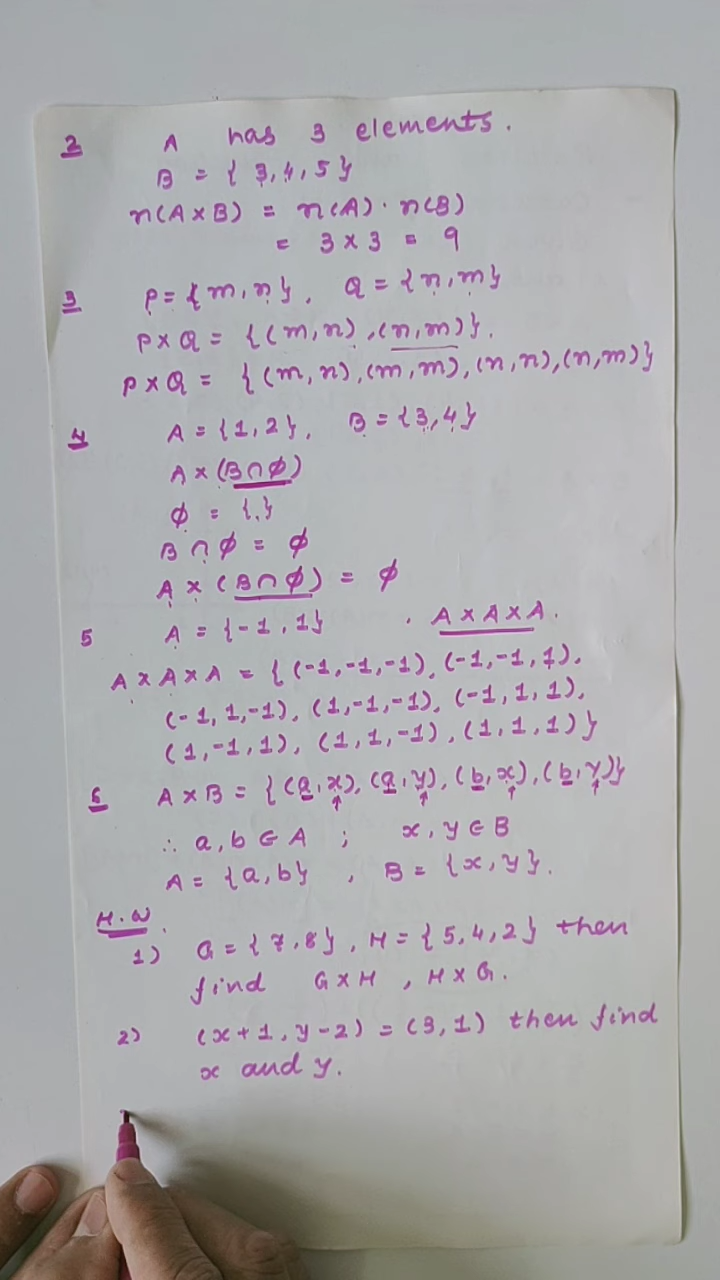 2 A has 3 elements.
B = { 3, 4, 5 }
n(A×B) = n(A) · n(B)
= 3 × 3 = 9
3 P = { m, n }, Q = { n, m }
P × Q = { (m, n), (n, m) }.
P × Q = { (m, n), (m, m), (n, n), (n, m) }
4 A = { 1, 2 }, B = { 3, 4 }
A × (B ∩ ϕ)
ϕ = { }
B ∩ ϕ = ϕ
A × (B ∩ ϕ) = ϕ
5 A = { -1, 1 } . A × A × A.
A × A × A = { (-1, -1, -1), (-1, -1, 1),
(-1, 1, -1), (1, -1, -1), (-1, 1, 1),
(1, -1, 1), (1, 1, -1), (1, 1, 1) }
6 A × B = { (a, x), (a, y), (b, x), (b, y) }
∴ a, b ∈ A ; x, y ∈ B
A = { a, b } , B = { x, y }.
H.W.
1) G = { 7, 8 }, H = { 5, 4, 2 } then
find G × H , H × G.
2) (x + 1, y - 2) = (3, 1) then find
x and y.